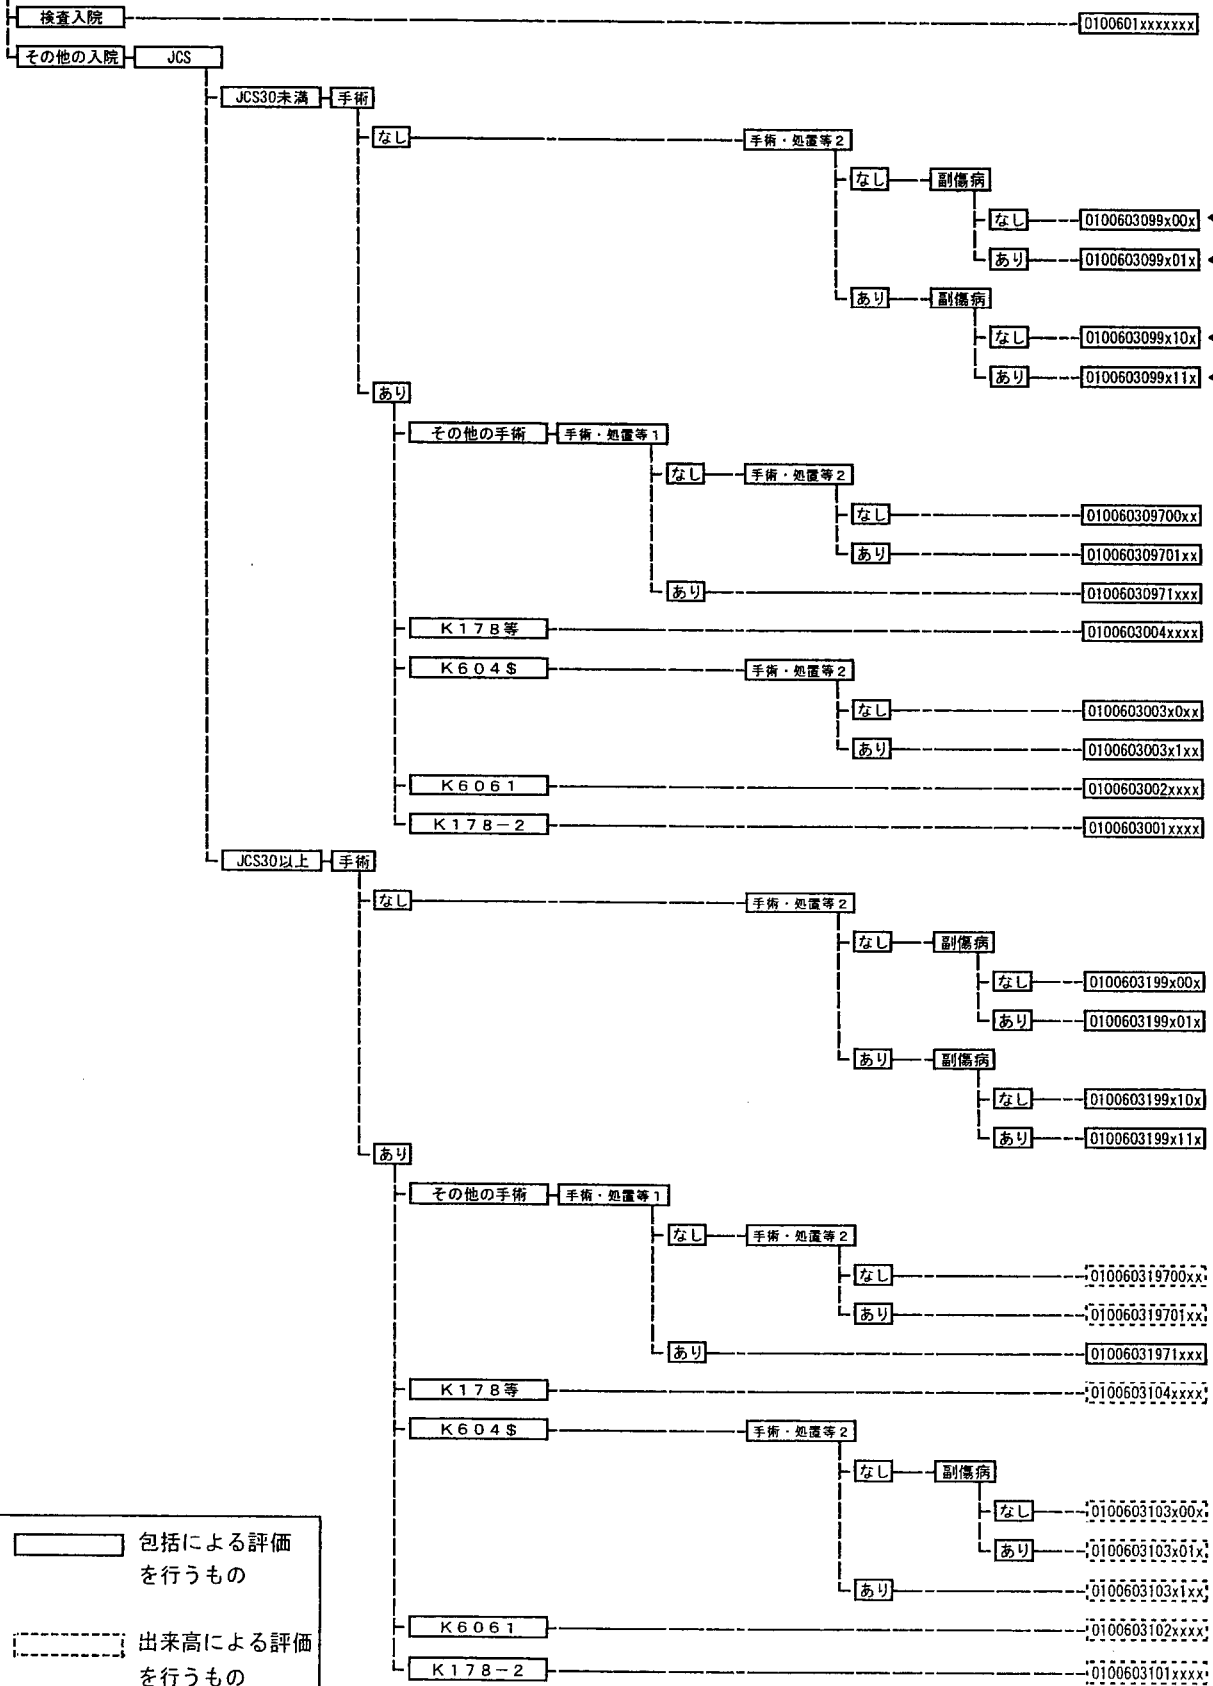 検査入院 0100601xxxxxxx
その他の入院 JCS
JCS30未満 手術
なし 手術・処置等2
なし 副傷病
なし 0100603099x00x
あり 0100603099x01x
あり 副傷病
なし 0100603099x10x
あり 0100603099x11x
あり
その他の手術 手術・処置等1
なし 手術・処置等2
なし 010060309700xx
あり 010060309701xx
あり 01006030971xxx
K178等 0100603004xxxx
K604$ 手術・処置等2
なし 0100603003x0xx
あり 0100603003x1xx
K6061 0100603002xxxx
K178-2 0100603001xxxx
JCS30以上 手術
なし 手術・処置等2
なし 副傷病
なし 0100603199x00x
あり 0100603199x01x
あり 副傷病
なし 0100603199x10x
あり 0100603199x11x
あり
その他の手術 手術・処置等1
なし 手術・処置等2
なし 010060319700xx
あり 010060319701xx
あり 01006031971xxx
K178等 0100603104xxxx
K604$ 手術・処置等2
なし 副傷病
なし 0100603103x00x
あり 0100603103x01x
あり 0100603103x1xx
K6061 0100603102xxxx
K178-2 0100603101xxxx
包括による評価
を行うもの
出来高による評価
を行うもの